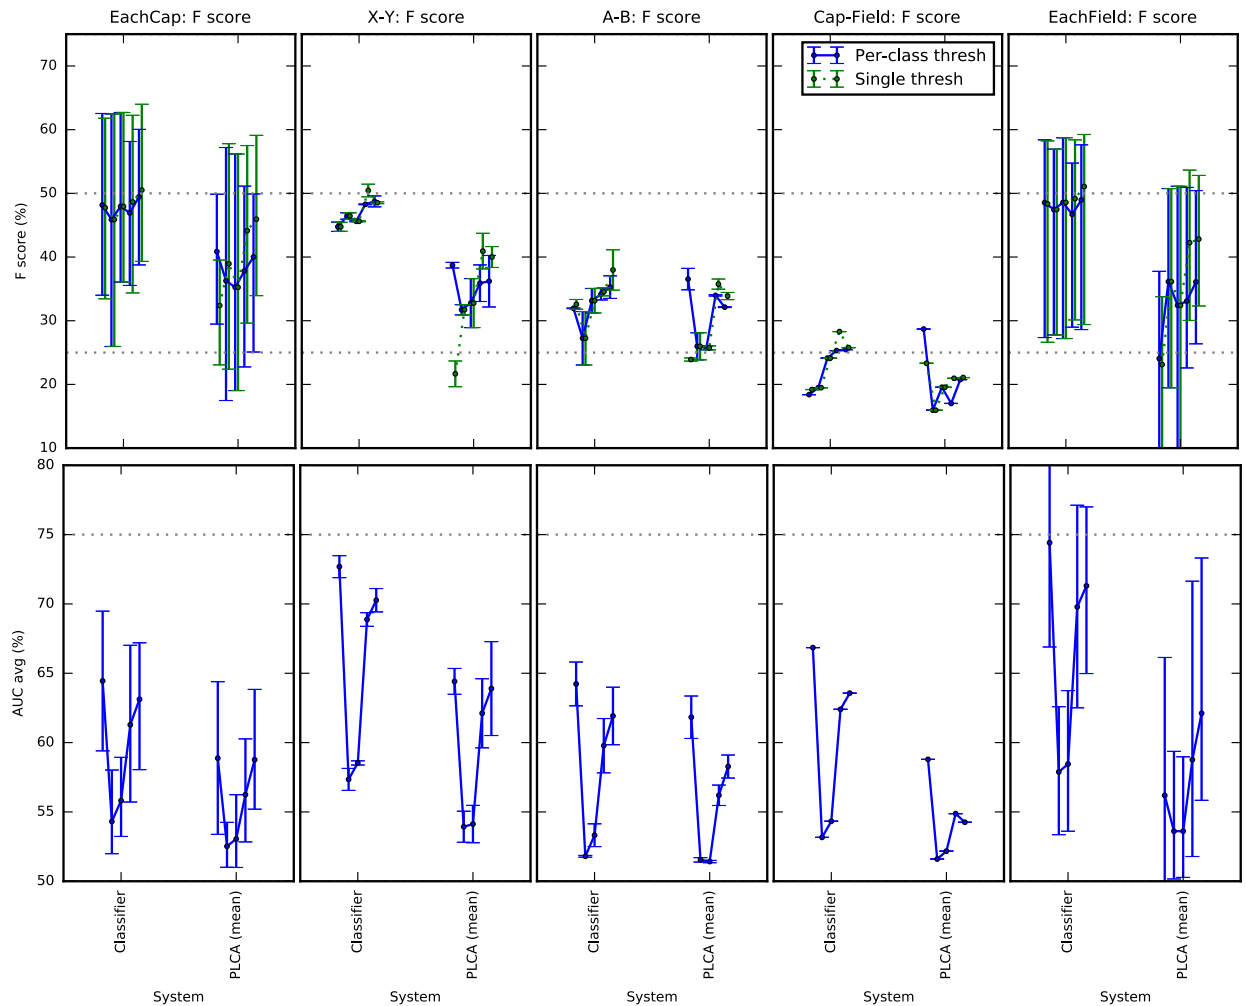 EachCap: F score
X-Y: F score
A-B: F score
Cap-Field: F score
EachField: F score
Per-class thresh
Single thresh
F score (%)
70
60
50
40
30
20
10
AUC avg (%)
80
75
70
65
60
55
50
Classifier
PLCA (mean)
System
Classifier
PLCA (mean)
System
Classifier
PLCA (mean)
System
Classifier
PLCA (mean)
System
Classifier
PLCA (mean)
System